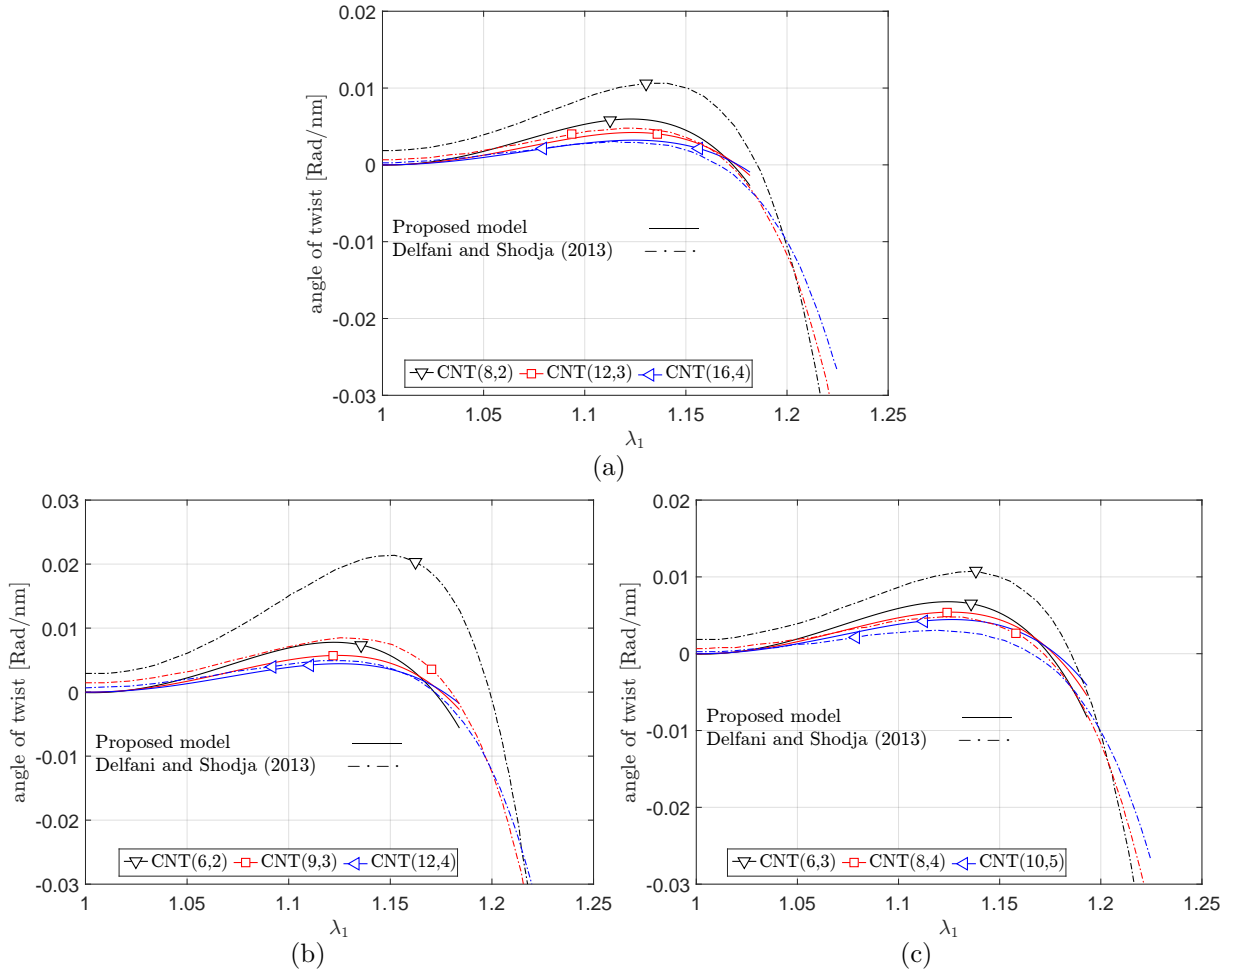 0.02
0.01
0
-0.01
-0.02
-0.03
angle of twist [Rad/nm]
Proposed model
Delfani and Shodja (2013)
CNT(8,2) CNT(12,3) CNT(16,4)
1 1.05 1.1 1.15 1.2 1.25
λ1
(a)
0.03
0.02
0.01
0
-0.01
-0.02
-0.03
angle of twist [Rad/nm]
Proposed model
Delfani and Shodja (2013)
CNT(6,2) CNT(9,3) CNT(12,4)
1 1.05 1.1 1.15 1.2 1.25
λ1
(b)
0.02
0.01
0
-0.01
-0.02
-0.03
angle of twist [Rad/nm]
Proposed model
Delfani and Shodja (2013)
CNT(6,3) CNT(8,4) CNT(10,5)
1 1.05 1.1 1.15 1.2 1.25
λ1
(c)